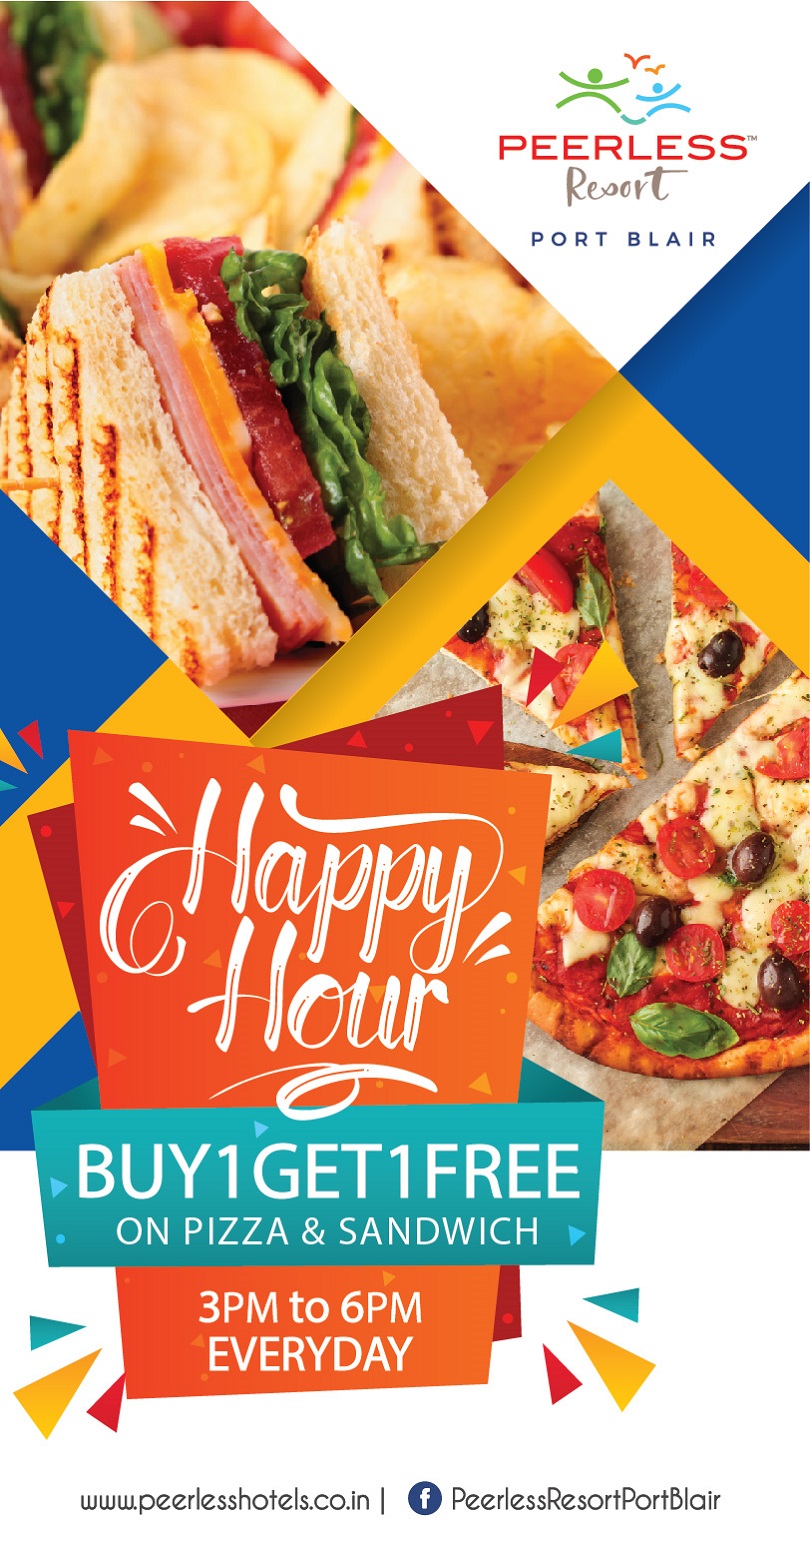 PEERLESS™
Resort
PORT BLAIR
Happy
Hour
BUY1GET1FREE
ON PIZZA & SANDWICH
3PM to 6PM
EVERYDAY
www.peerlesshotels.co.in | f PeerlessResortPortBlair